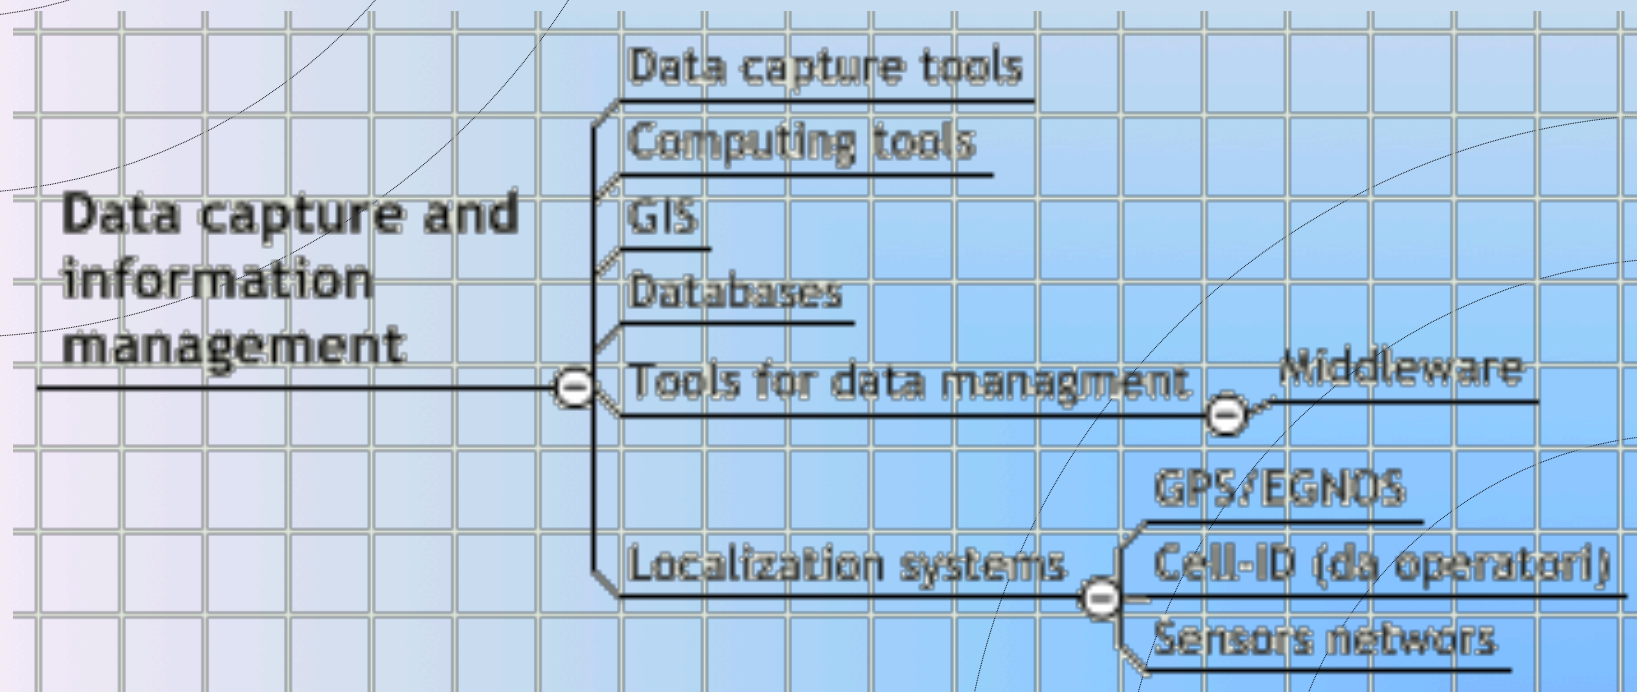 Data capture tools
Computing tools
GIS
Databases
Data capture and
information
management
Tools for data managment
Middleware
Localization systems
GPS/EGNOS
Cell-ID (da operatori)
Sensors networs